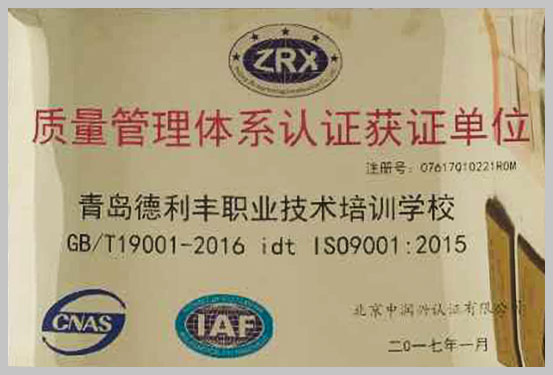 ZRX
质量管理体系认证获证单位
注册号：07617Q10221R0M
青岛德利丰职业技术培训学校
GB/T19001-2016 idt ISO9001:2015
CNAS
IAF
北京中润兴认证有限公司
二〇一七年一月